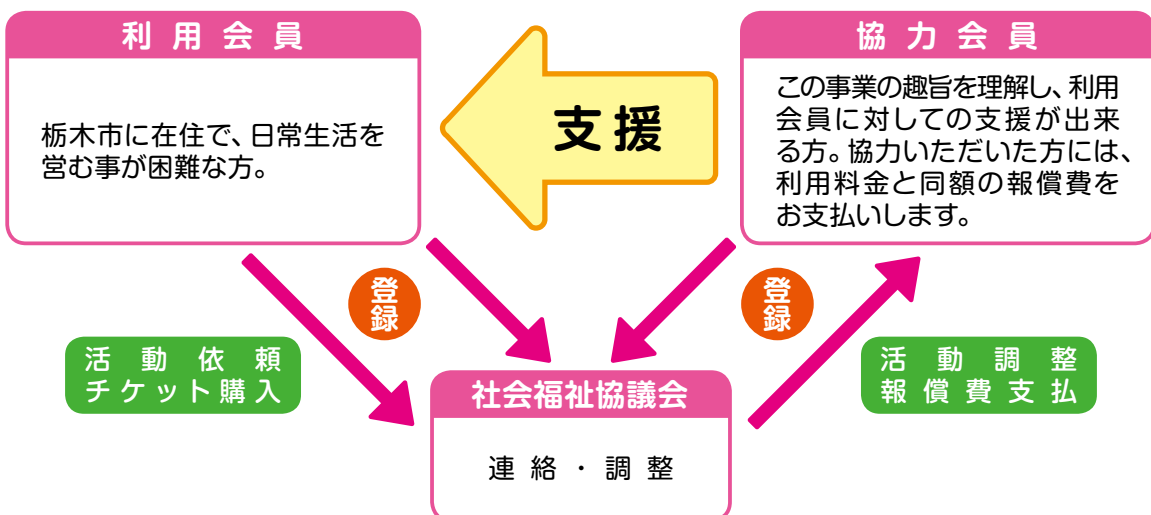 利用会員
栃木市に在住で、日常生活を
営む事が困難な方。
支援
協力会員
この事業の趣旨を理解し、利用
会員に対しての支援が出来
る方。協力いただいた方には、
利用料金と同額の報償費を
お支払いします。
登録
登録
活動依頼
チケット購入
活動調整
報償費支払
社会福祉協議会
連絡・調整